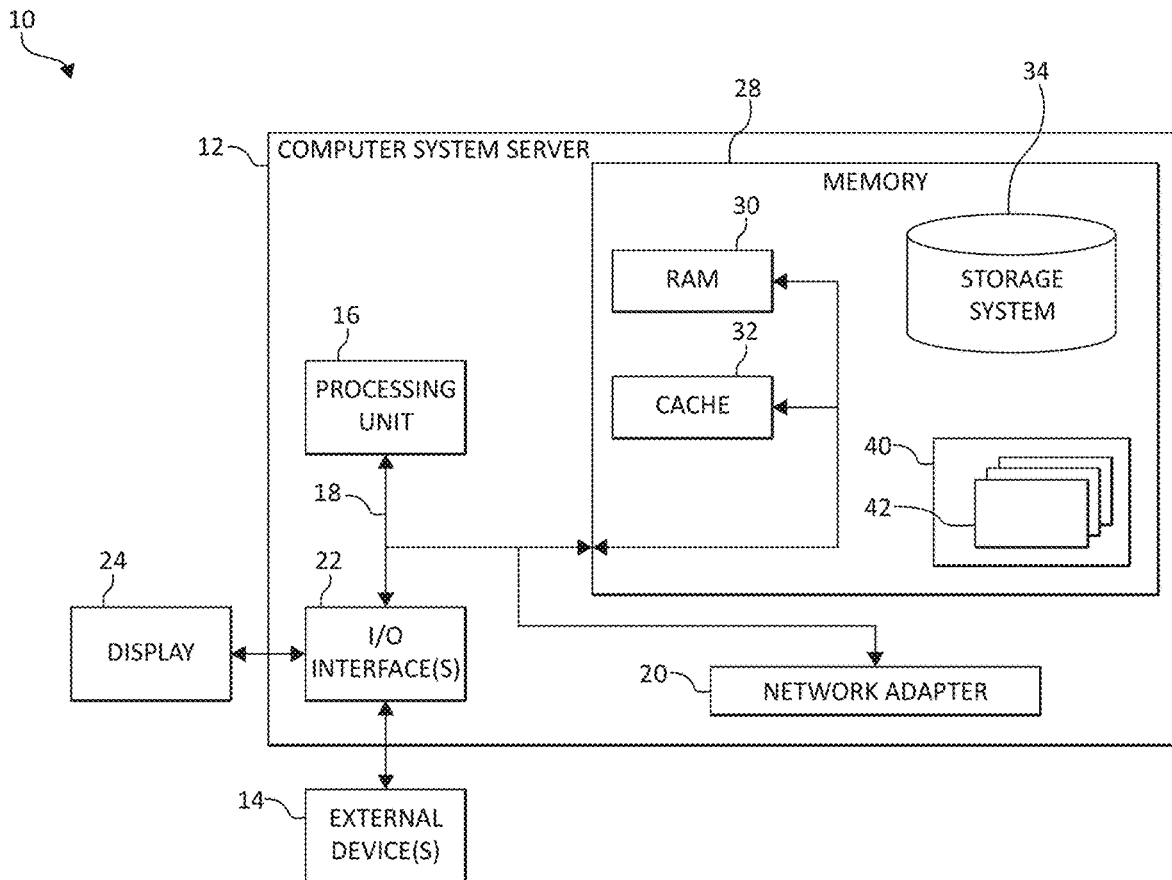 10
34
28
12
COMPUTER SYSTEM SERVER
MEMORY
30
RAM
STORAGE
SYSTEM
32
CACHE
16
PROCESSING
UNIT
40
42
18
24
22
DISPLAY
I/O
INTERFACE(S)
20
NETWORK ADAPTER
14
EXTERNAL
DEVICE(S)